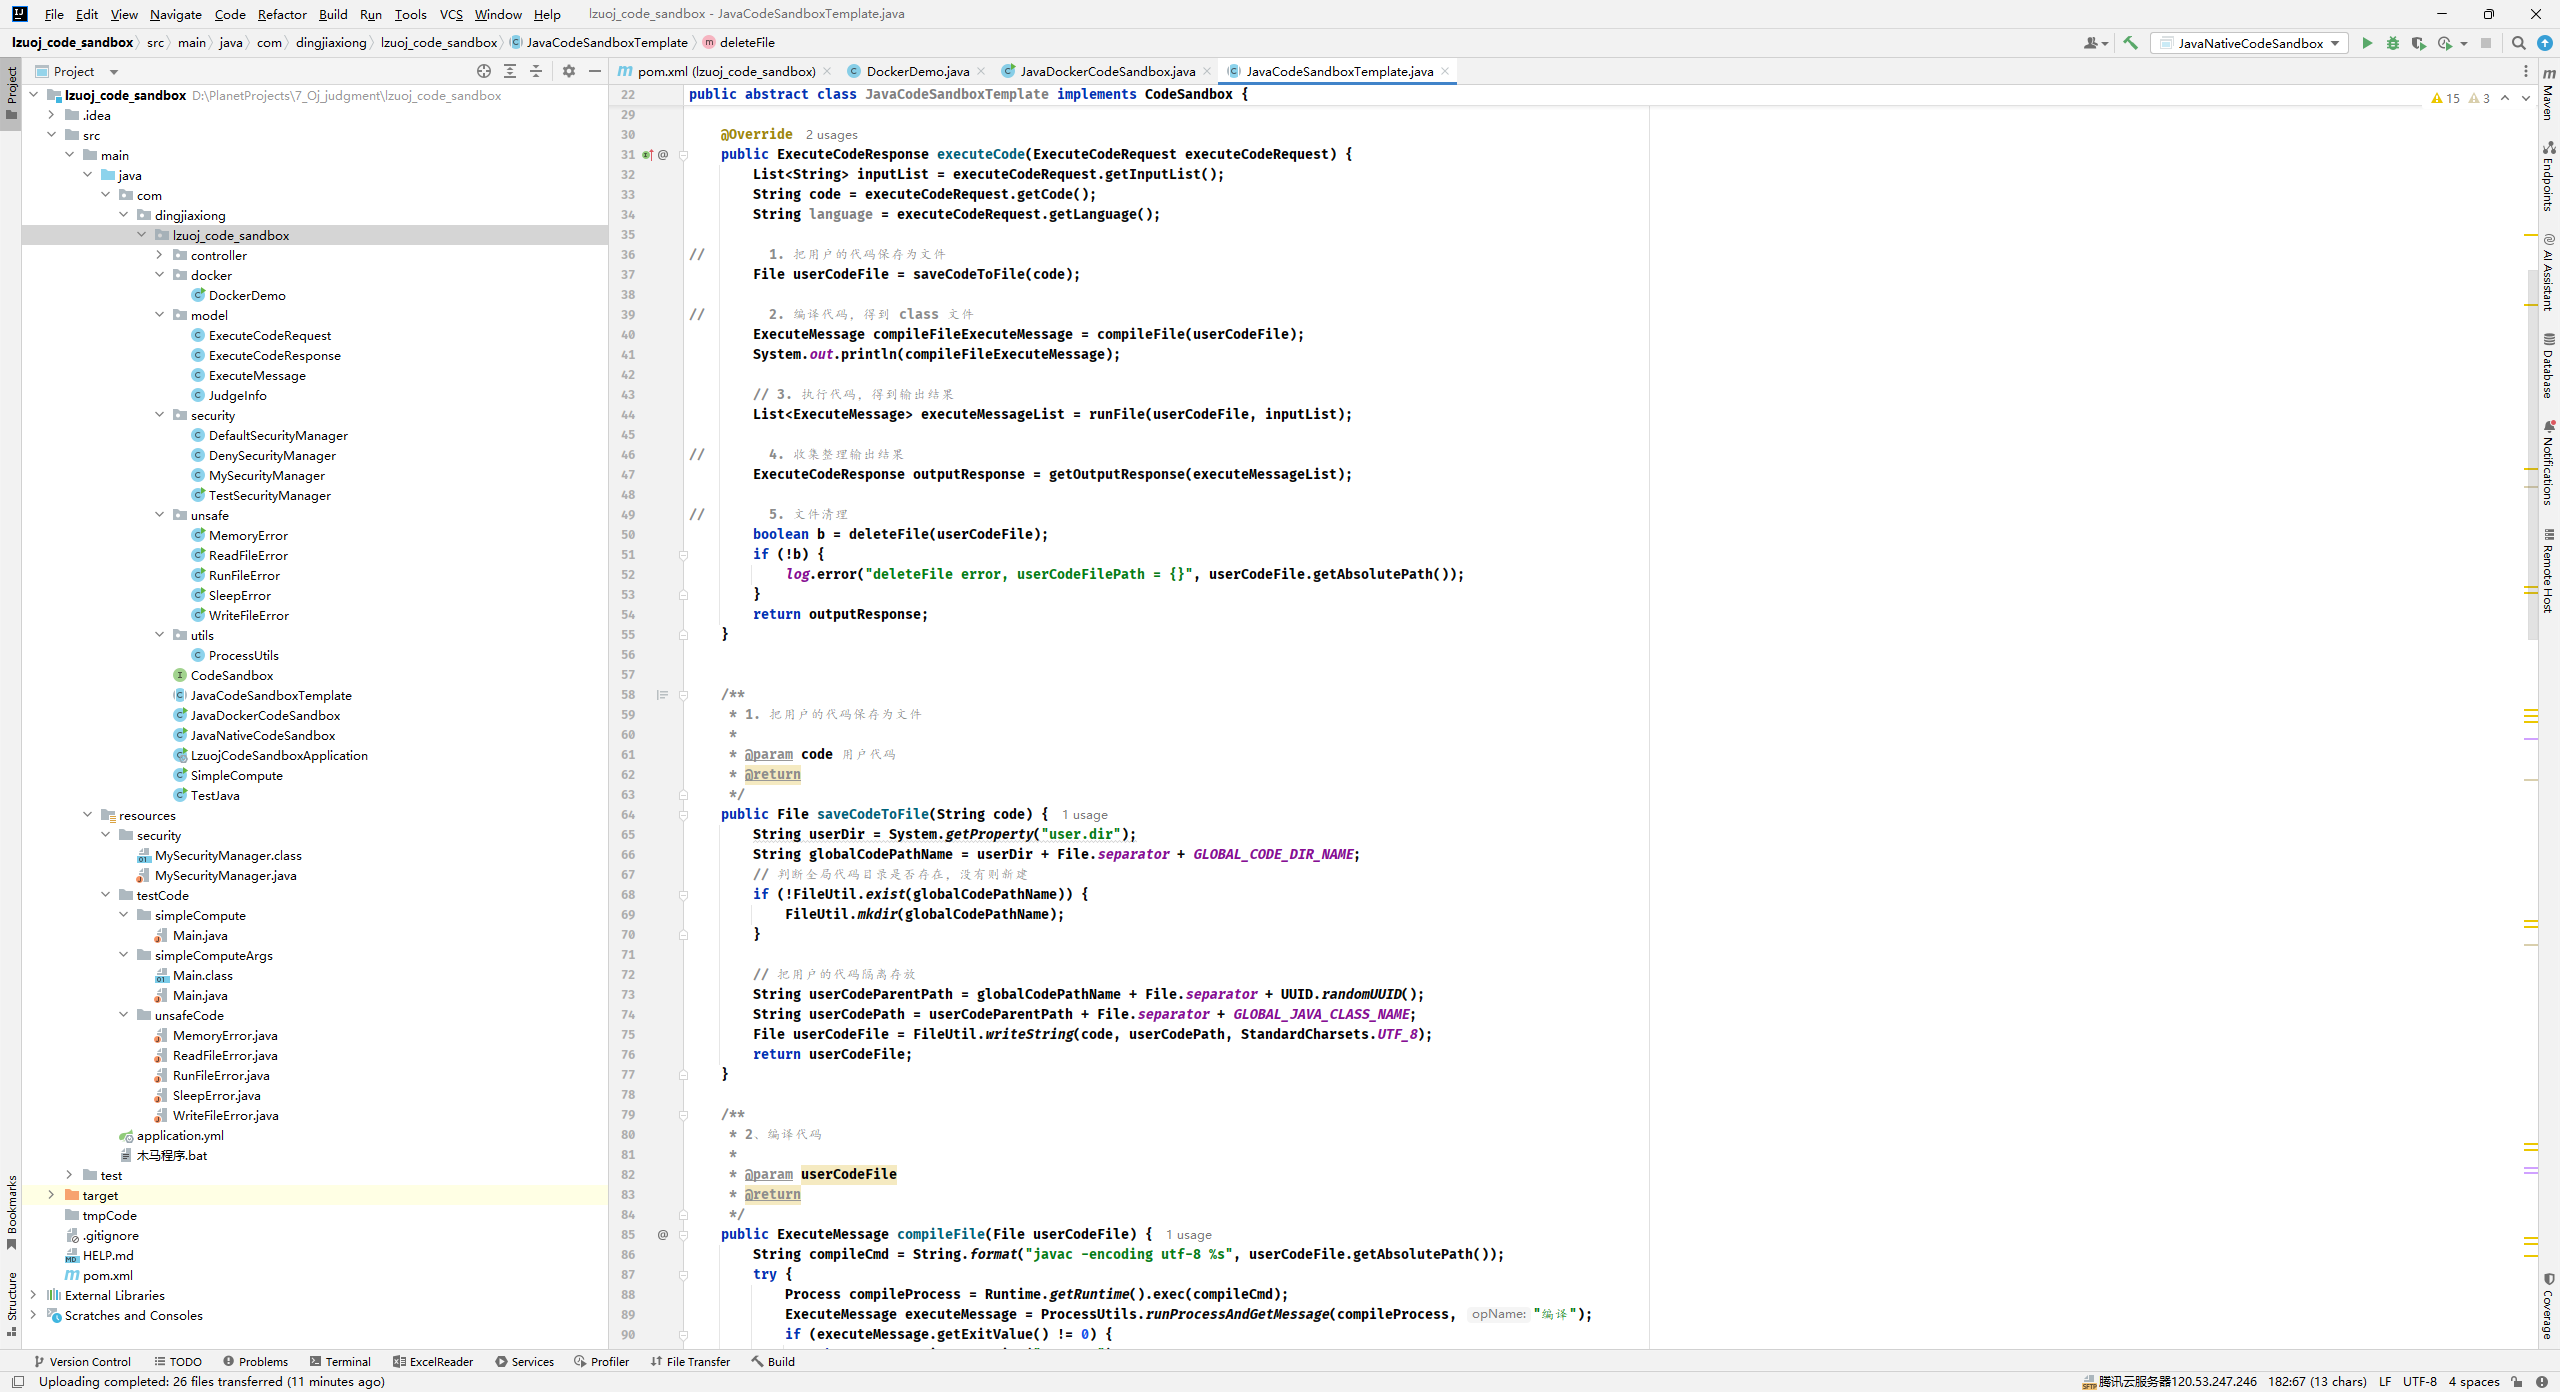 File Edit View Navigate Code Refactor Build Run Tools VCS Window Help lzuoj_code_sandbox - JavaCodeSandboxTemplate.java
lzuoj_code_sandbox src main java com dingjiaxiong lzuoj_code_sandbox JavaCodeSandboxTemplate deleteFile JavaNativeCodeSandbox
Project
pom.xml (lzuoj_code_sandbox) DockerDemo.java JavaDockerCodeSandbox.java JavaCodeSandboxTemplate.java
Project
Bookmarks
Structure
lzuoj_code_sandbox D:\PlanetProjects\7_Oj_judgment\lzuoj_code_sandbox
.idea
src
main
java
com
dingjiaxiong
lzuoj_code_sandbox
controller
docker
DockerDemo
model
ExecuteCodeRequest
ExecuteCodeResponse
ExecuteMessage
JudgeInfo
security
DefaultSecurityManager
DenySecurityManager
MySecurityManager
TestSecurityManager
unsafe
MemoryError
ReadFileError
RunFileError
SleepError
WriteFileError
utils
ProcessUtils
CodeSandbox
JavaCodeSandboxTemplate
JavaDockerCodeSandbox
JavaNativeCodeSandbox
LzuojCodeSandboxApplication
SimpleCompute
TestJava
resources
security
MySecurityManager.class
MySecurityManager.java
testCode
simpleCompute
Main.java
simpleComputeArgs
Main.class
Main.java
unsafeCode
MemoryError.java
ReadFileError.java
RunFileError.java
SleepError.java
WriteFileError.java
application.yml
木马程序.bat
test
target
tmpCode
.gitignore
HELP.md
pom.xml
External Libraries
Scratches and Consoles
22 public abstract class JavaCodeSandboxTemplate implements CodeSandbox {
15 3
29
30 @Override 2 usages
31 public ExecuteCodeResponse executeCode(ExecuteCodeRequest executeCodeRequest) {
32 List<String> inputList = executeCodeRequest.getInputList();
33 String code = executeCodeRequest.getCode();
34 String language = executeCodeRequest.getLanguage();
35
36 // 1. 把用户的代码保存为文件
37 File userCodeFile = saveCodeToFile(code);
38
39 // 2. 编译代码，得到 class 文件
40 ExecuteMessage compileFileExecuteMessage = compileFile(userCodeFile);
41 System.out.println(compileFileExecuteMessage);
42
43 // 3. 执行代码，得到输出结果
44 List<ExecuteMessage> executeMessageList = runFile(userCodeFile, inputList);
45
46 // 4. 收集整理输出结果
47 ExecuteCodeResponse outputResponse = getOutputResponse(executeMessageList);
48
49 // 5. 文件清理
50 boolean b = deleteFile(userCodeFile);
51 if (!b) {
52 log.error("deleteFile error, userCodeFilePath = {}", userCodeFile.getAbsolutePath());
53 }
54 return outputResponse;
55 }
56
57
58 /**
59 * 1. 把用户的代码保存为文件
60 *
61 * @param code 用户代码
62 * @return
63 */
64 public File saveCodeToFile(String code) { 1 usage
65 String userDir = System.getProperty("user.dir");
66 String globalCodePathName = userDir + File.separator + GLOBAL_CODE_DIR_NAME;
67 // 判断全局代码目录是否存在，没有则新建
68 if (!FileUtil.exist(globalCodePathName)) {
69 FileUtil.mkdir(globalCodePathName);
70 }
71
72 // 把用户的代码隔离存放
73 String userCodeParentPath = globalCodePathName + File.separator + UUID.randomUUID();
74 String userCodePath = userCodeParentPath + File.separator + GLOBAL_JAVA_CLASS_NAME;
75 File userCodeFile = FileUtil.writeString(code, userCodePath, StandardCharsets.UTF_8);
76 return userCodeFile;
77 }
78
79 /**
80 * 2、编译代码
81 *
82 * @param userCodeFile
83 * @return
84 */
85 public ExecuteMessage compileFile(File userCodeFile) { 1 usage
86 String compileCmd = String.format("javac -encoding utf-8 %s", userCodeFile.getAbsolutePath());
87 try {
88 Process compileProcess = Runtime.getRuntime().exec(compileCmd);
89 ExecuteMessage executeMessage = ProcessUtils.runProcessAndGetMessage(compileProcess, opName: "编译");
90 if (executeMessage.getExitValue() != 0) {
Maven
Endpoints
AI Assistant
Database
Notifications
Remote Host
Coverage
Version Control TODO Problems Terminal ExcelReader Services Profiler File Transfer Build
Uploading completed: 26 files transferred (11 minutes ago) 腾讯云服务器120.53.247.246 182:67 (13 chars) LF UTF-8 4 spaces